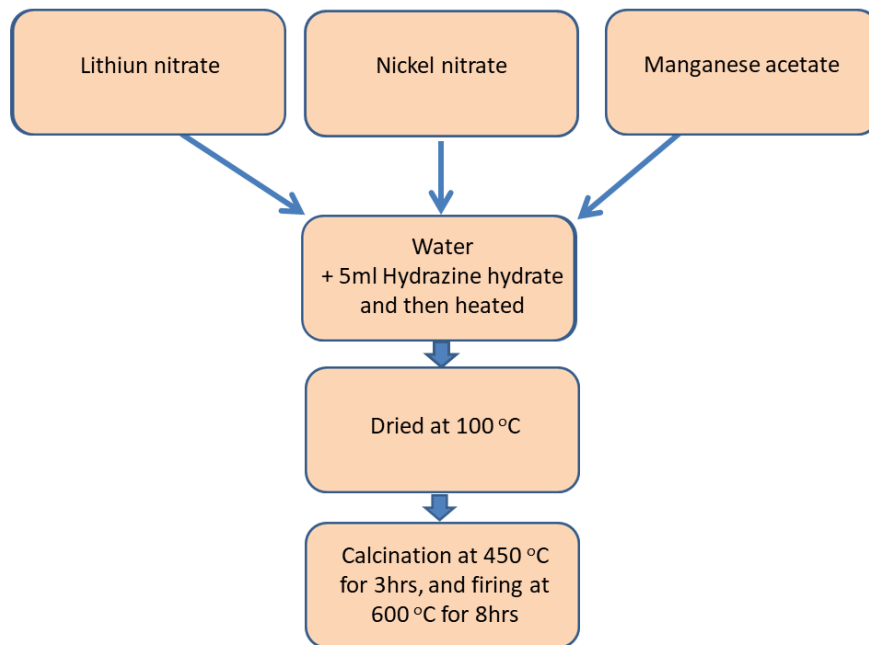 Lithiun nitrate
Nickel nitrate
Manganese acetate
Water
+ 5ml Hydrazine hydrate
and then heated
Dried at 100 °C
Calcination at 450 °C
for 3hrs, and firing at
600 °C for 8hrs